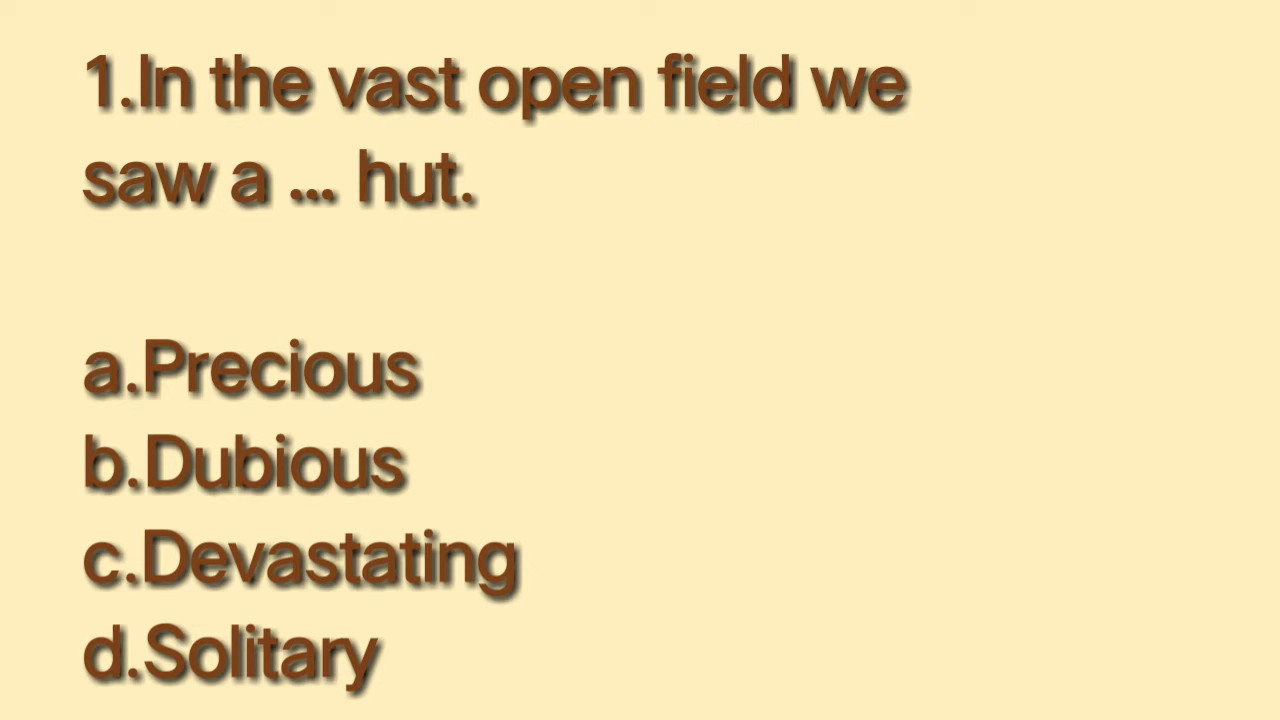 1.In the vast open field we
saw a ... hut.
a.Precious
b.Dubious
c.Devastating
d.Solitary